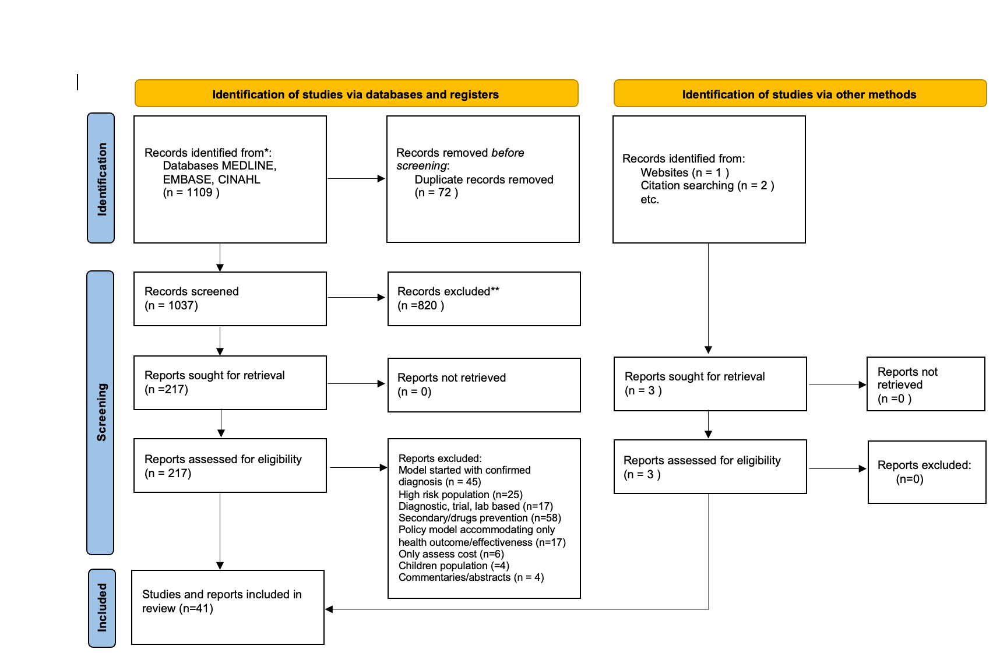 Identification of studies via databases and registers
Identification of studies via other methods
Identification
Records identified from*:
Databases MEDLINE,
EMBASE, CINAHL
(n = 1109 )
Records removed before
screening:
Duplicate records removed
(n = 72 )
Records identified from:
Websites (n = 1 )
Citation searching (n = 2 )
etc.
Screening
Records screened
(n = 1037)
Records excluded**
(n =820 )
Reports sought for retrieval
(n =217)
Reports not retrieved
(n = 0)
Reports sought for retrieval
(n = 3 )
Reports not
retrieved
(n =0 )
Reports assessed for eligibility
(n = 217)
Reports excluded:
Model started with confirmed
diagnosis (n = 45)
High risk population (n=25)
Diagnostic, trial, lab based (n=17)
Secondary/drugs prevention (n=58)
Policy model accommodating only
health outcome/effectiveness (n=17)
Only assess cost (n=6)
Children population (=4)
Commentaries/abstracts (n = 4)
Reports assessed for eligibility
(n = 3 )
Reports excluded:
(n=0)
Included
Studies and reports included in
review (n=41)